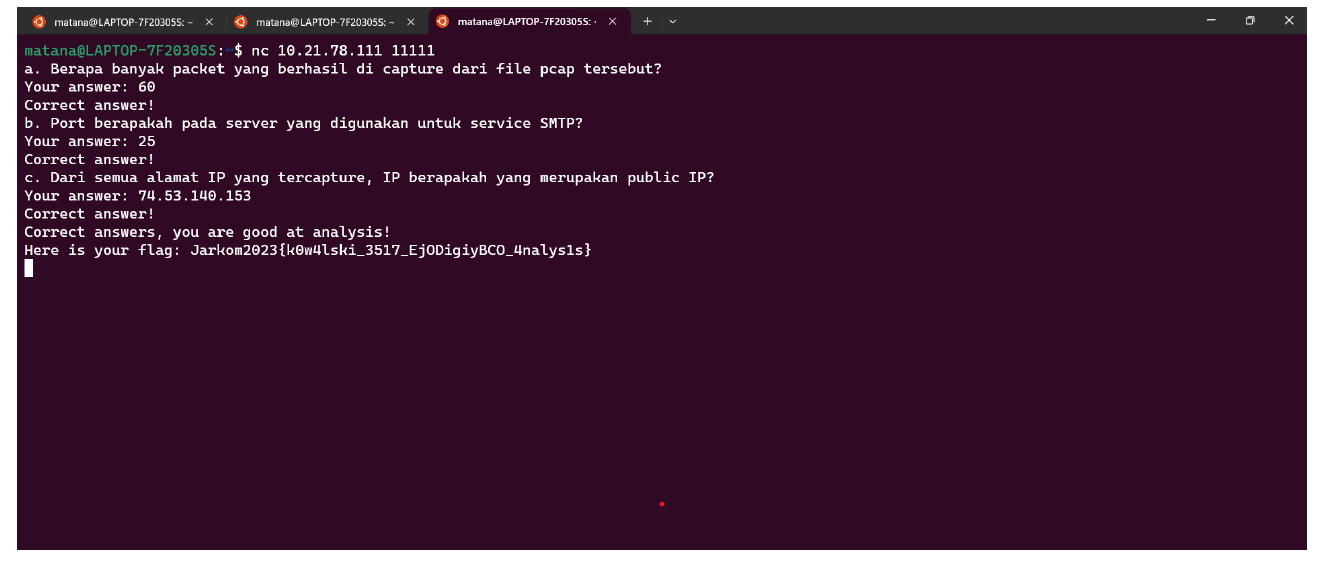 matana@LAPTOP-7F20305S: ~ matana@LAPTOP-7F20305S: ~ matana@LAPTOP-7F20305S:
matana@LAPTOP-7F20305S:~$ nc 10.21.78.111 11111
a. Berapa banyak packet yang berhasil di capture dari file pcap tersebut?
Your answer: 60
Correct answer!
b. Port berapakah pada server yang digunakan untuk service SMTP?
Your answer: 25
Correct answer!
c. Dari semua alamat IP yang tercapture, IP berapakah yang merupakan public IP?
Your answer: 74.53.140.153
Correct answer!
Correct answers, you are good at analysis!
Here is your flag: Jarkom2023{k0w4lski_3517_EjODigiyBCO_4nalys1s}